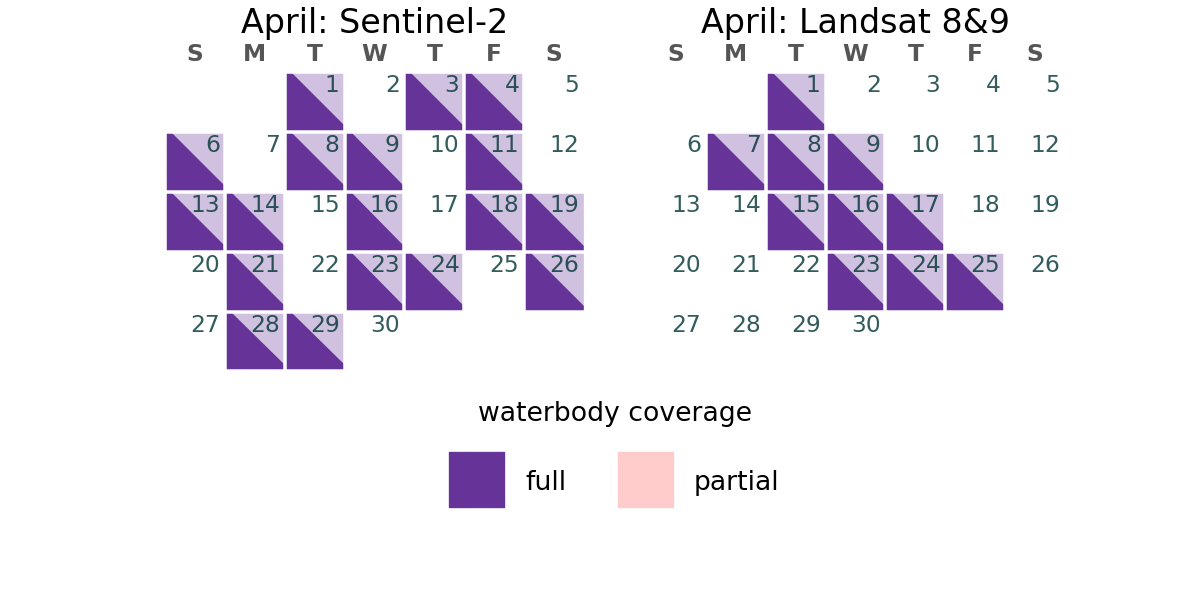 April: Sentinel-2
S M T W T F S
1 2 3 4 5
6 7 8 9 10 11 12
13 14 15 16 17 18 19
20 21 22 23 24 25 26
27 28 29 30
April: Landsat 8&9
S M T W T F S
1 2 3 4 5
6 7 8 9 10 11 12
13 14 15 16 17 18 19
20 21 22 23 24 25 26
27 28 29 30
waterbody coverage
full
partial